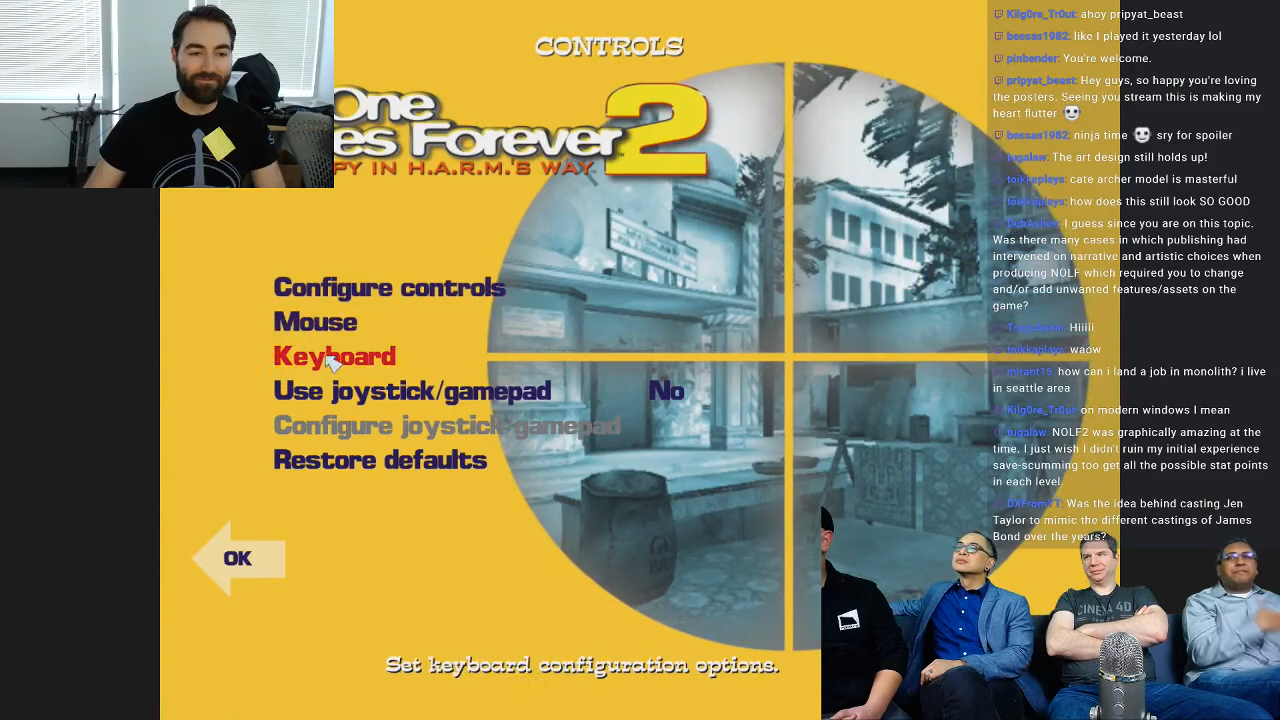 CONTROLS
One
2
es Forever
PY IN H.A.R.M.'S WAY
Configure controls
Mouse
Keyboard
Use joystick/gamepad No
Configure joystick gamepad
Restore defaults
OK
Set keyboard configuration options.
Kilg0re_Tr0ut: ahoy pripyat_beast
bessas1982: like I played it yesterday lol
pinbender: You're welcome.
pripyat_beast: Hey guys, so happy you're loving
the posters. Seeing you stream this is making my
heart flutter
bessas1982: ninja time sry for spoiler
tugalaw: The art design still holds up!
toikkaplays: cate archer model is masterful
toikkaplays: how does this still look SO GOOD
I guess since you are on this topic.
Was there many cases in which publishing had
intervened on narrative and artistic choices when
producing NOLF which required you to change
and/or add unwanted features/assets on the
game?
Hiiiii
toikkaplays: waow
mirant15: how can i land a job in monolith? i live
in seattle area
Kilg0re_Tr0ut: on modern windows I mean
tugalaw: NOLF2 was graphically amazing at the
time. I just wish I didn't ruin my initial experience
save-scumming too get all the possible stat points
in each level.
DXFromYT: Was the idea behind casting Jen
Taylor to mimic the different castings of James
Bond over the years?
CINEMA 4D